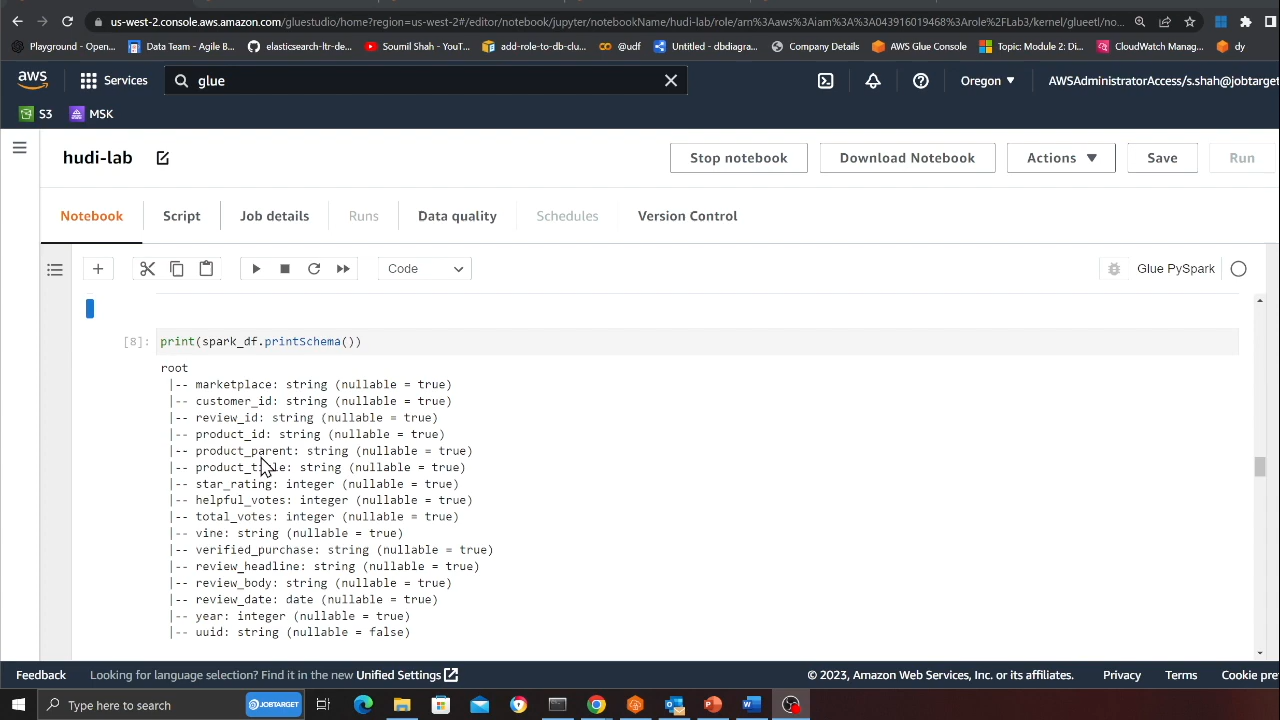 us-west-2.console.aws.amazon.com/gluestudio/home?region=us-west-2#/editor/notebook/jupyter/notebookName/hudi-lab/role/arn%3Aaws%3Aiam%3A%3A043916019468%3Arole%2FLab3/kernel/glueetl/no...
Playground - Open... Data Team - Agile B... elasticsearch-ltr-de... Soumil Shah - YouT... add-role-to-db-clu... @udf Untitled - dbdiagra... Company Details AWS Glue Console Topic: Module 2: Di... CloudWatch Manag... dy
aws Services glue Oregon AWSAdministratorAccess/s.shah@jobtarget
S3 MSK
hudi-lab Stop notebook Download Notebook Actions Save Run
Notebook Script Job details Runs Data quality Schedules Version Control
Code Glue PySpark
[8]: print(spark_df.printSchema())
root
|-- marketplace: string (nullable = true)
|-- customer_id: string (nullable = true)
|-- review_id: string (nullable = true)
|-- product_id: string (nullable = true)
|-- product_parent: string (nullable = true)
|-- product_title: string (nullable = true)
|-- star_rating: integer (nullable = true)
|-- helpful_votes: integer (nullable = true)
|-- total_votes: integer (nullable = true)
|-- vine: string (nullable = true)
|-- verified_purchase: string (nullable = true)
|-- review_headline: string (nullable = true)
|-- review_body: string (nullable = true)
|-- review_date: date (nullable = true)
|-- year: integer (nullable = true)
|-- uuid: string (nullable = false)
Feedback Looking for language selection? Find it in the new Unified Settings © 2023, Amazon Web Services, Inc. or its affiliates. Privacy Terms Cookie pre
Type here to search JOBTARGET